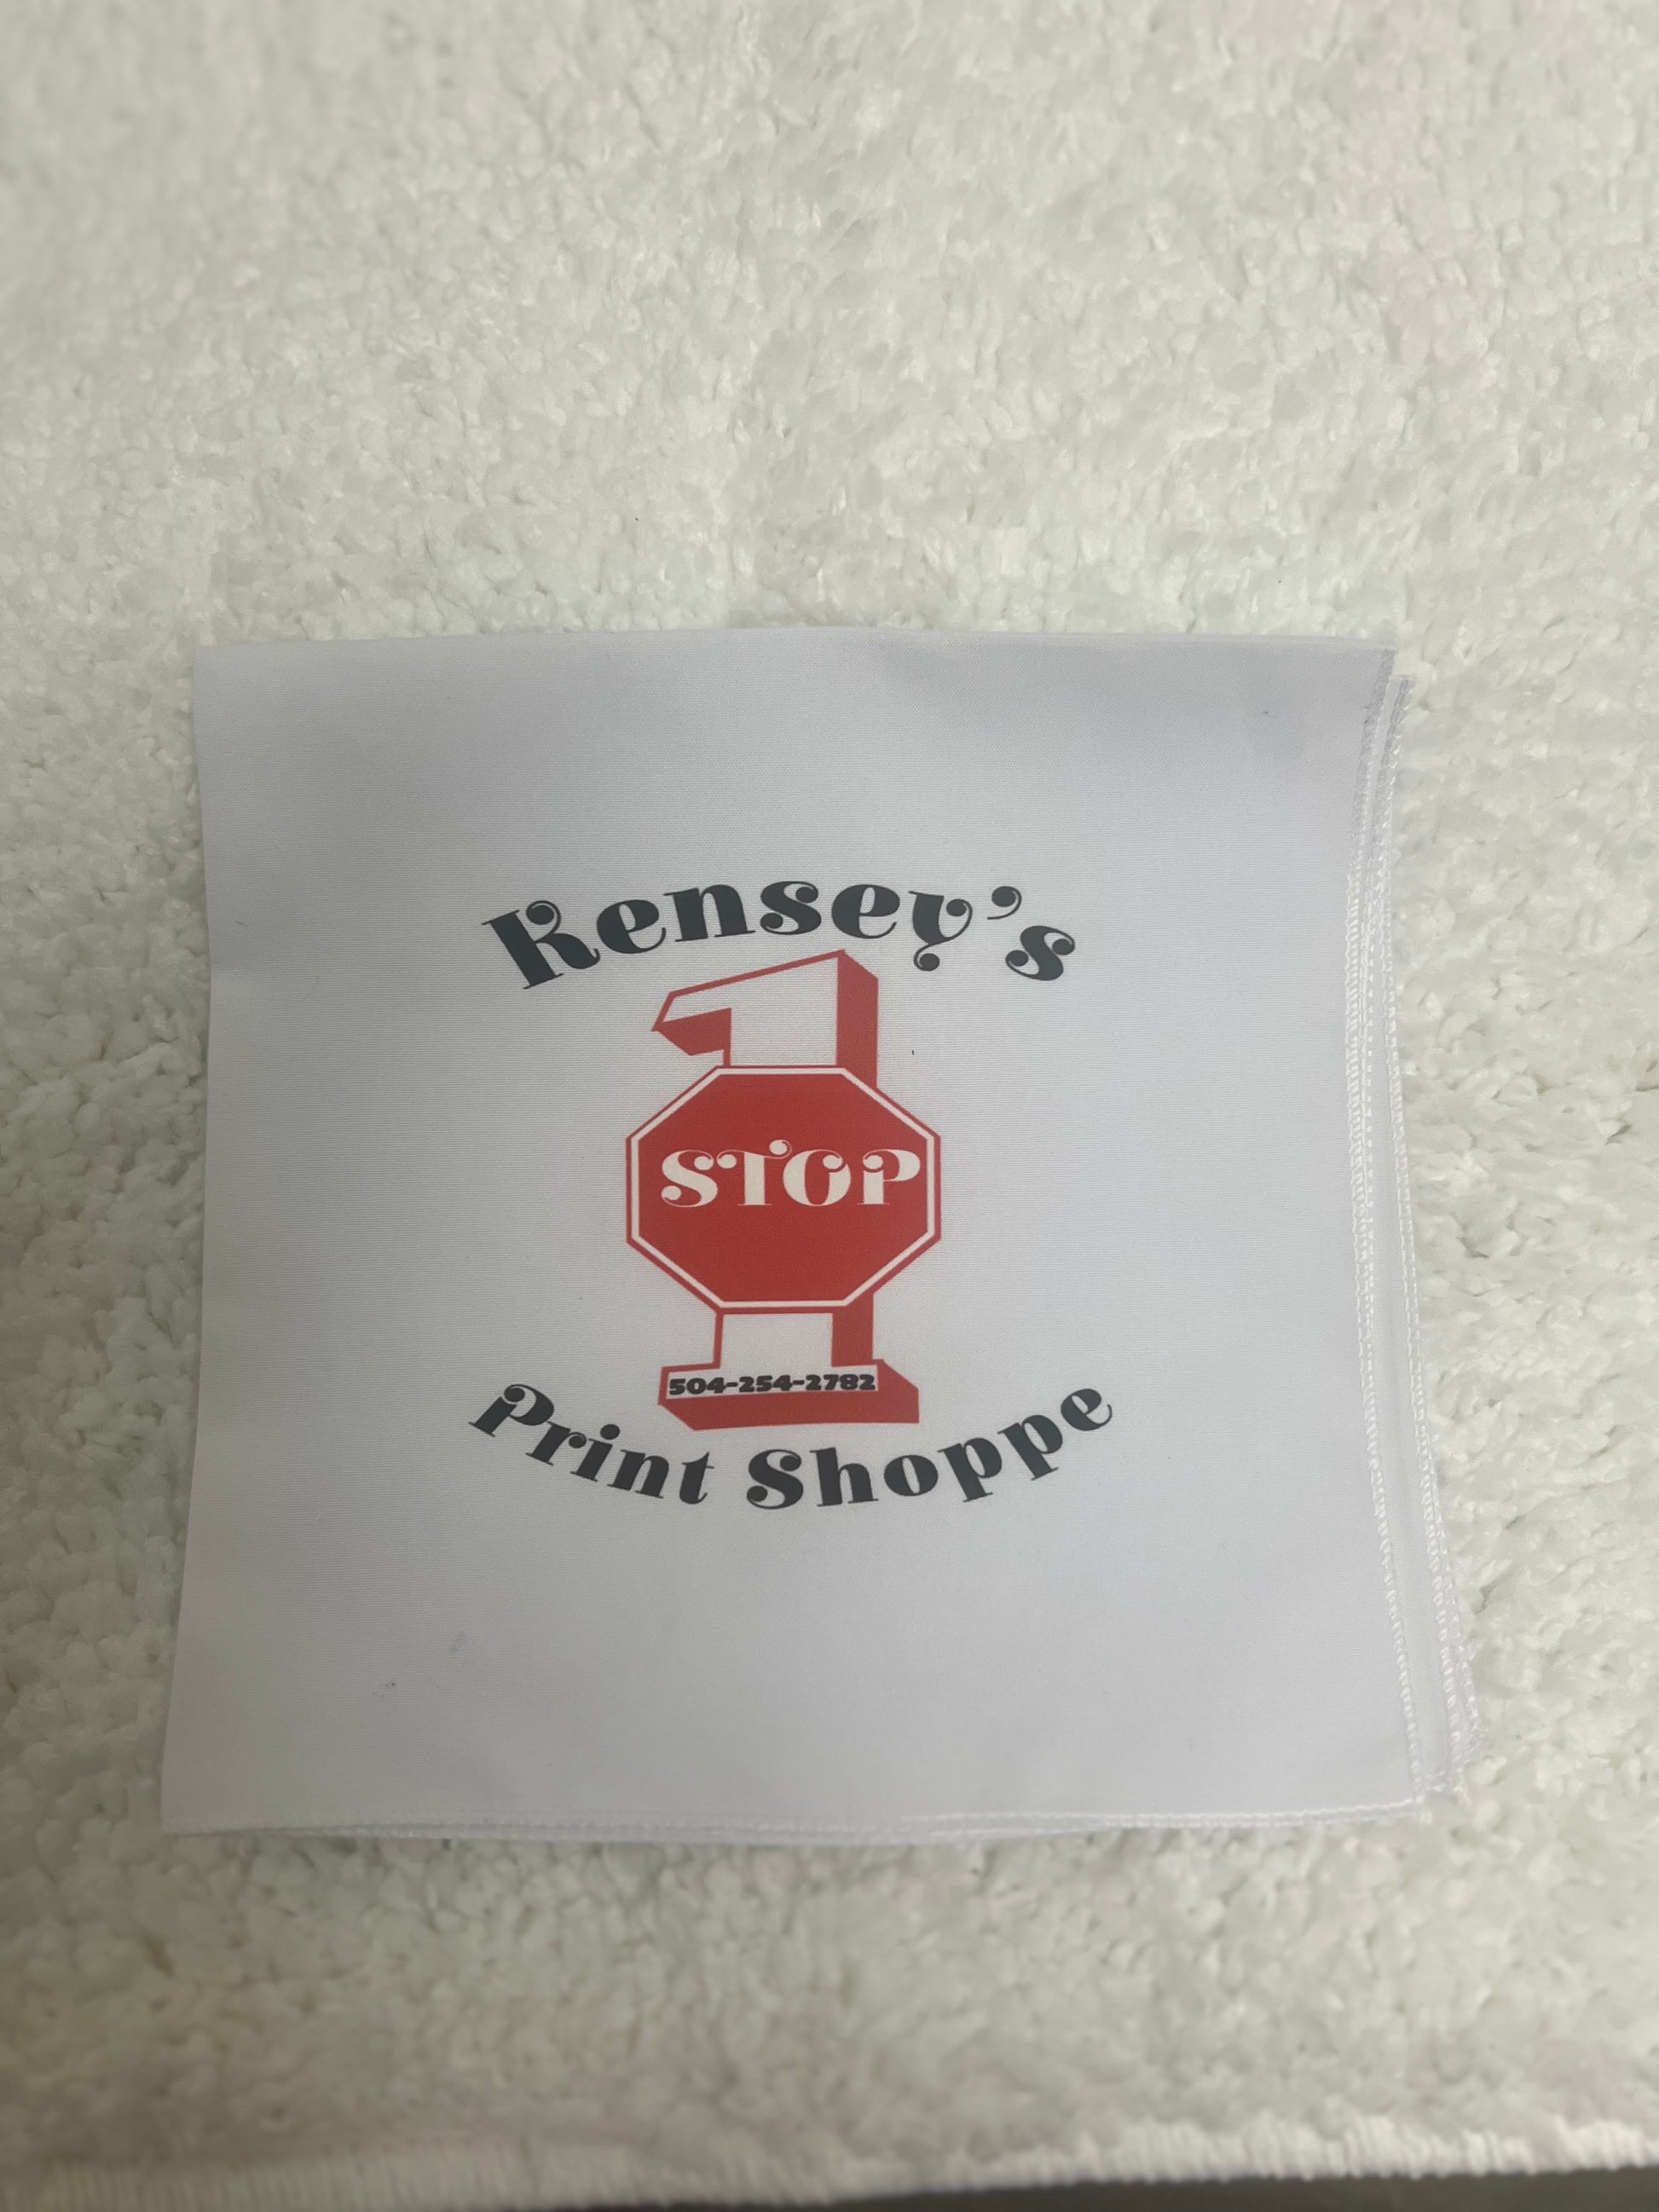 Kensey's
1
STOP
504-254-2782
Print Shoppe